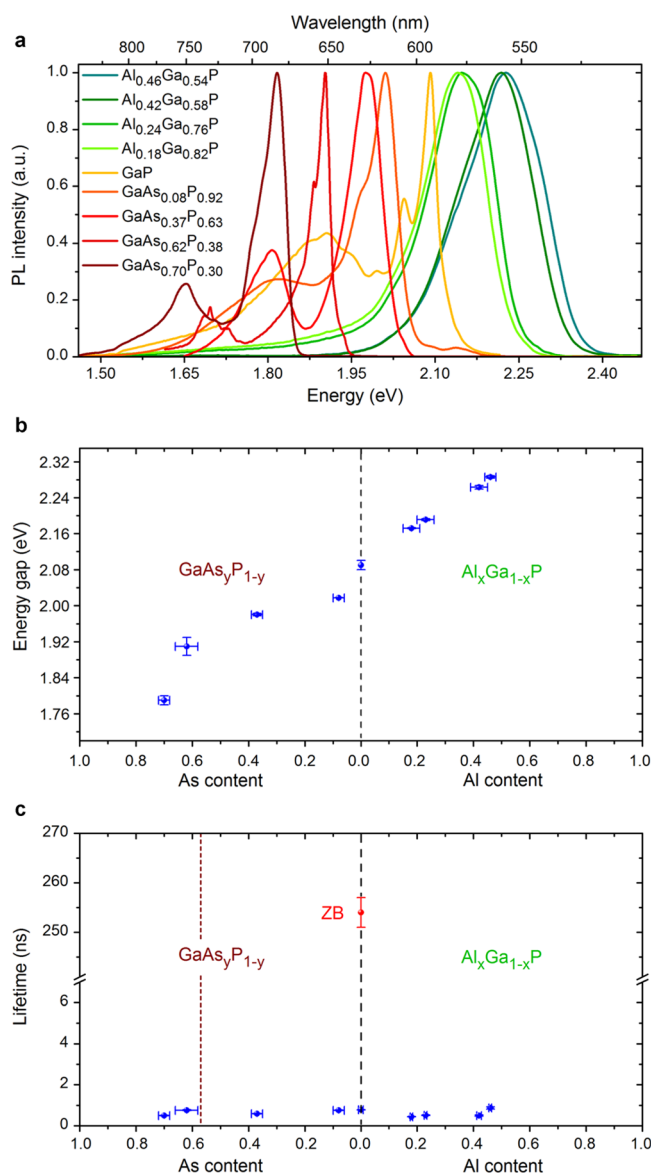 Wavelength (nm)
a
800 750 700 650 600 550
Al0.46Ga0.54P
Al0.42Ga0.58P
Al0.24Ga0.76P
Al0.18Ga0.82P
GaP
GaAs0.08P0.92
GaAs0.37P0.63
GaAs0.62P0.38
GaAs0.70P0.30
PL intensity (a.u.)
1.0
0.8
0.6
0.4
0.2
0.0
1.50 1.65 1.80 1.95 2.10 2.25 2.40
Energy (eV)
b
Energy gap (eV)
2.32
2.24
2.16
2.08
2.00
1.92
1.84
1.76
GaAsyP1-y AlxGa1-xP
1.0 0.8 0.6 0.4 0.2 0.0 0.2 0.4 0.6 0.8 1.0
As content Al content
c
Lifetime (ns)
270
260
250
6
4
2
0
ZB
GaAsyP1-y AlxGa1-xP
1.0 0.8 0.6 0.4 0.2 0.0 0.2 0.4 0.6 0.8 1.0
As content Al content